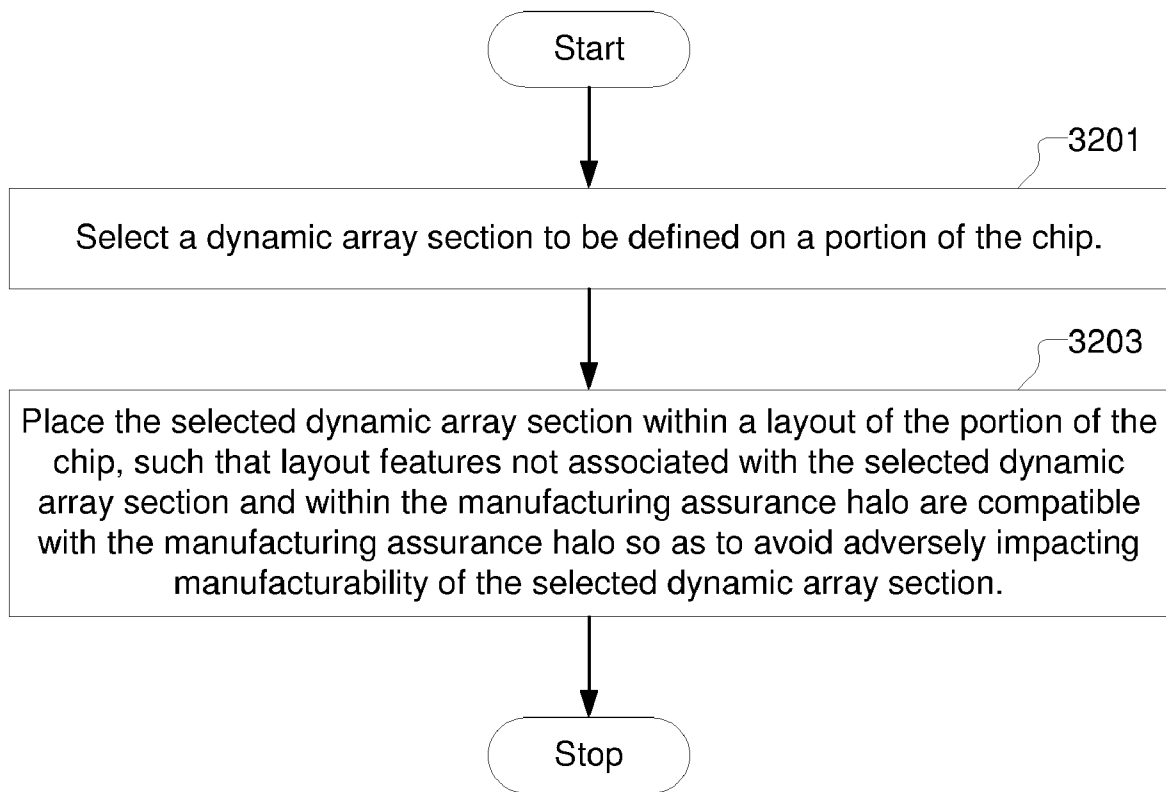 Start
3201
Select a dynamic array section to be defined on a portion of the chip.
3203
Place the selected dynamic array section within a layout of the portion of the
chip, such that layout features not associated with the selected dynamic
array section and within the manufacturing assurance halo are compatible
with the manufacturing assurance halo so as to avoid adversely impacting
manufacturability of the selected dynamic array section.
Stop